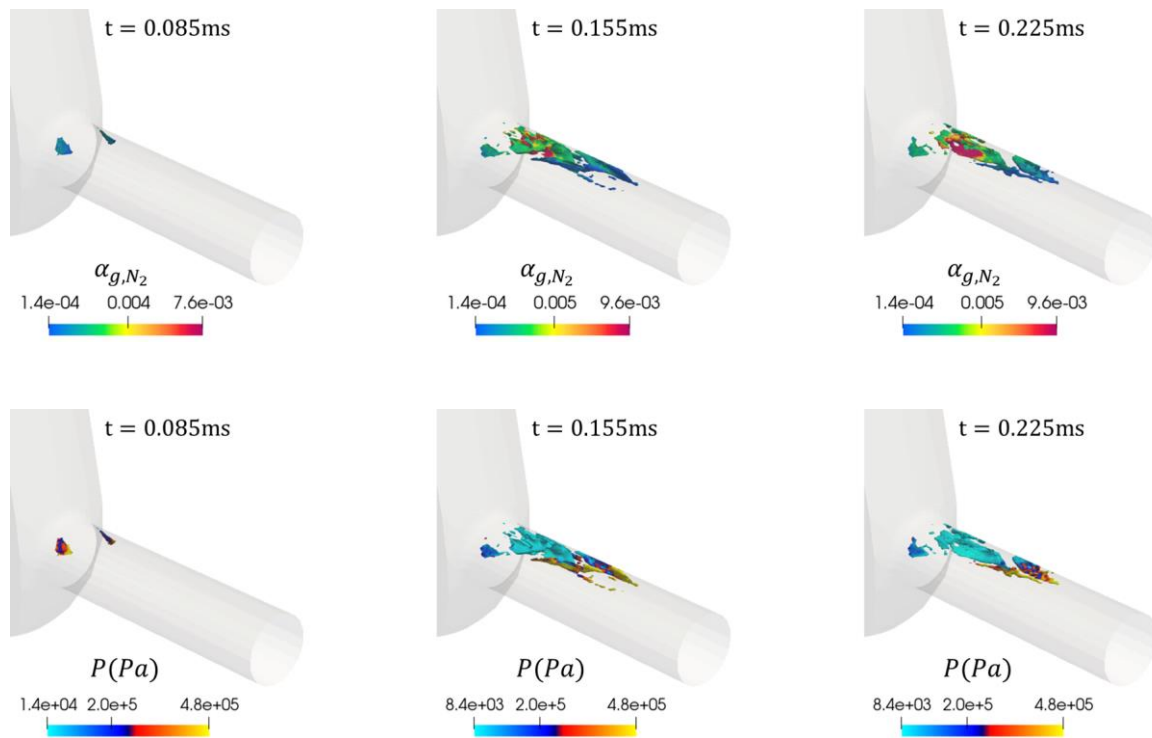 t = 0.085ms
t = 0.155ms
t = 0.225ms
α_{g,N_2}
α_{g,N_2}
α_{g,N_2}
1.4e-04 0.004 7.6e-03
1.4e-04 0.005 9.6e-03
1.4e-04 0.005 9.6e-03
t = 0.085ms
t = 0.155ms
t = 0.225ms
P(Pa)
P(Pa)
P(Pa)
1.4e+04 2.0e+5 4.8e+05
8.4e+03 2.0e+5 4.8e+05
8.4e+03 2.0e+5 4.8e+05